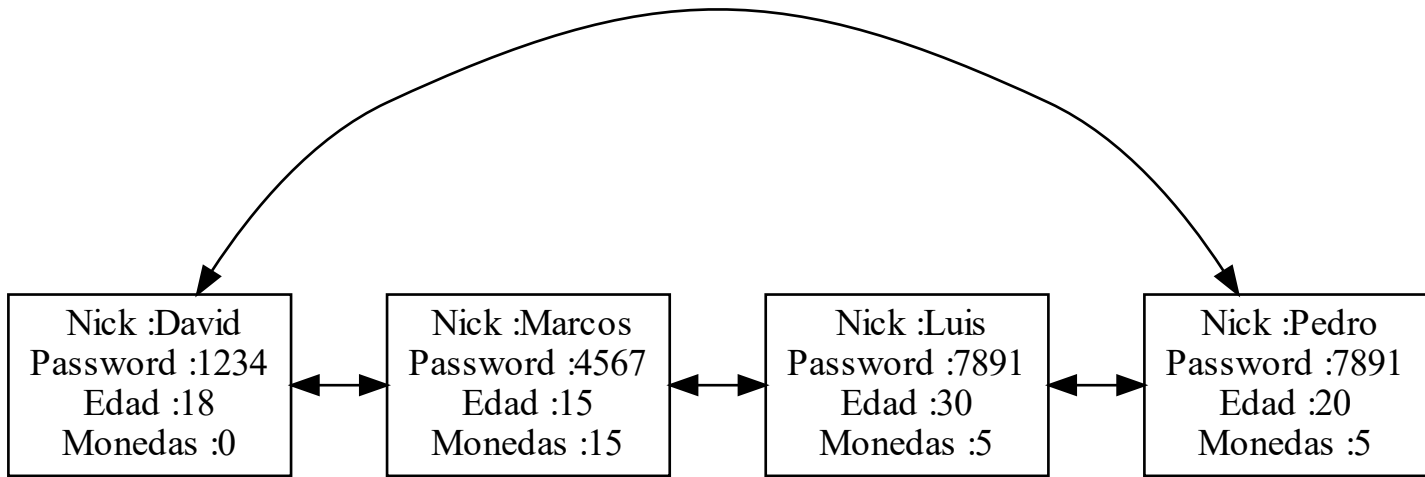 Nick :David
Password :1234
Edad :18
Monedas :0
Nick :Marcos
Password :4567
Edad :15
Monedas :15
Nick :Luis
Password :7891
Edad :30
Monedas :5
Nick :Pedro
Password :7891
Edad :20
Monedas :5